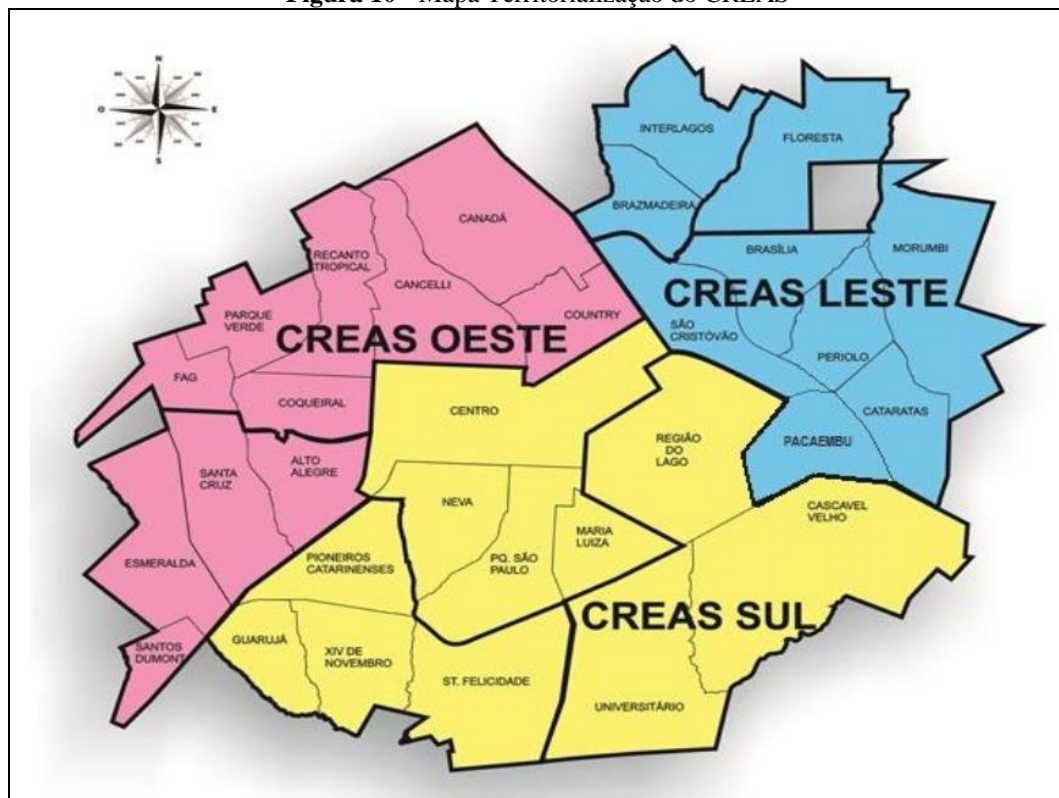 Figura 10 - Mapa Territorialização do CREAS
N
O
E
S
INTERLAGOS
FLORESTA
BRAZMADEIRA
CANADÁ
BRASÍLIA
MORUMBI
RECANTO
TROPICAL
CANCELLI
CREAS LESTE
PARQUE
VERDE
COUNTRY
SÃO
CRISTÓVÃO
CREAS OESTE
PERIOLO
FAG
COQUEIRAL
CENTRO
CATARATAS
REGIÃO
DO
LAGO
PACAEMBU
SANTA
CRUZ
ALTO
ALEGRE
NEVA
CASCAVEL
VELHO
MARIA
LUIZA
PQ. SÃO
PAULO
ESMERALDA
PIONEIROS
CATARINENSES
CREAS SUL
GUARUJÁ
XIV DE
NOVEMBRO
SANTOS
DUMONT
ST. FELICIDADE
UNIVERSITÁRIO